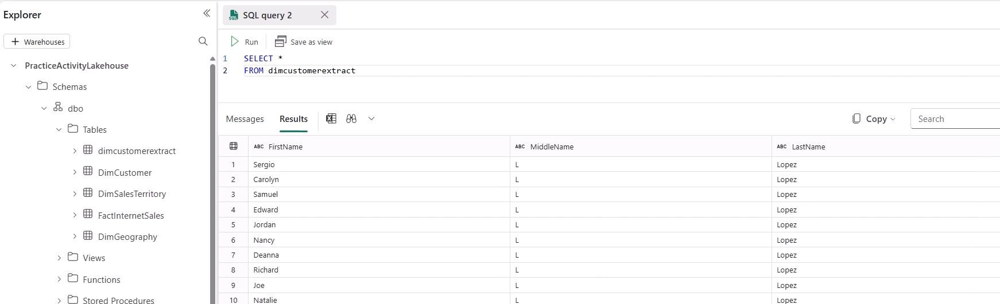 Explorer
Warehouses
PracticeActivityLakehouse
Schemas
dbo
Tables
dimcustomerextract
DimCustomer
DimSalesTerritory
FactInternetSales
DimGeography
Views
Functions
Stored Procedures
SQL query 2
Run Save as view
1 SELECT *
2 FROM dimcustomerextract
Messages Results Copy Search
ABC FirstName ABC MiddleName ABC LastName
1 Sergio L Lopez
2 Carolyn L Lopez
3 Samuel L Lopez
4 Edward L Lopez
5 Jordan L Lopez
6 Nancy L Lopez
7 Deanna L Lopez
8 Richard L Lopez
9 Joe L Lopez
10 Natalie L Lopez